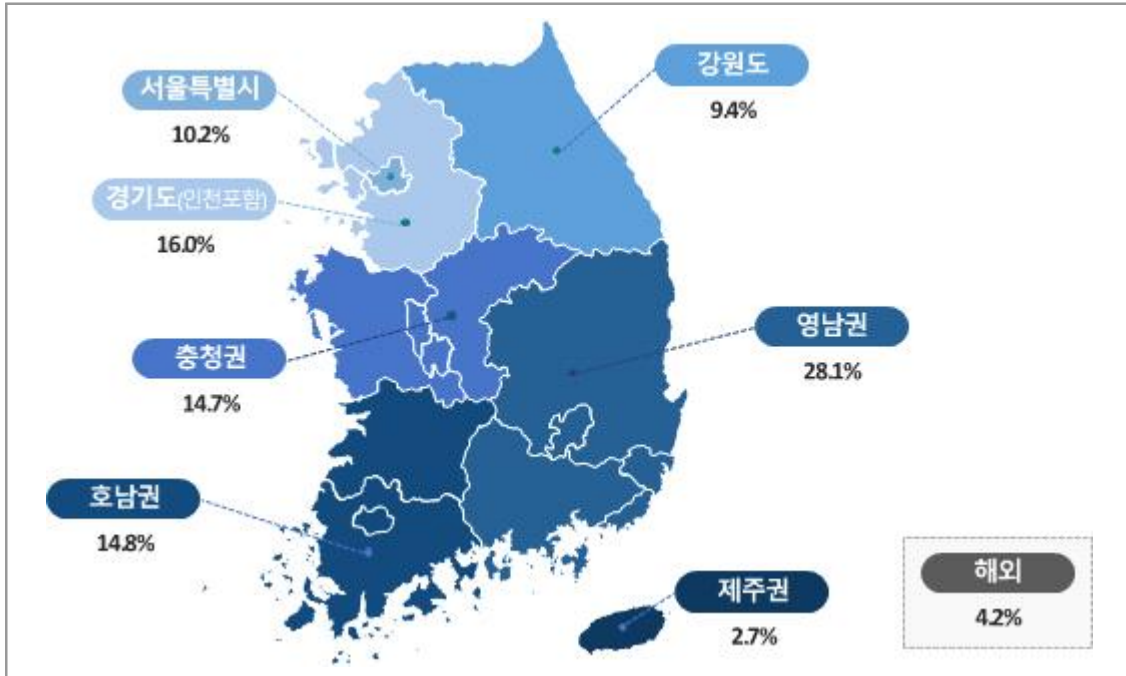 강원도
9.4%
서울특별시
10.2%
경기도(인천포함)
16.0%
영남권
28.1%
충청권
14.7%
호남권
14.8%
해외
4.2%
제주권
2.7%